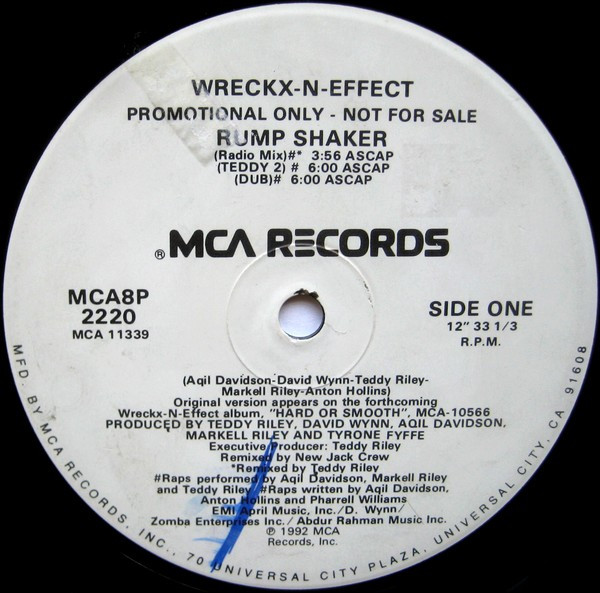 WRECKX-N-EFFECT
PROMOTIONAL ONLY - NOT FOR SALE
RUMP SHAKER
(Radio Mix)#* 3:56 ASCAP
(TEDDY 2) # 6:00 ASCAP
(DUB)# 6:00 ASCAP
® MCA RECORDS
MCA8P
2220
MCA 11339
SIDE ONE
12" 33 1/3
R.P.M.
(Aqil Davidson-David Wynn-Teddy Riley-
Markell Riley-Anton Hollins)
Original version appears on the forthcoming
Wreckx-N-Effect album, "HARD OR SMOOTH", MCA-10566
PRODUCED BY TEDDY RILEY, DAVID WYNN, AQIL DAVIDSON,
MARKELL RILEY AND TYRONE FYFFE
Executive Producer: Teddy Riley
Remixed by New Jack Crew
*Remixed by Teddy Riley
#Raps performed by Aqil Davidson, Markell Riley
and Teddy Riley #Raps written by Aqil Davidson,
Anton Hollins and Pharrell Williams
EMI April Music, Inc./ D. Wynn/
Zomba Enterprises Inc./ Abdur Rahman Music Inc.
℗ 1992 MCA
Records, Inc.
MFD. BY MCA RECORDS, INC., 70 UNIVERSAL CITY PLAZA, UNIVERSAL CITY, CA 91608